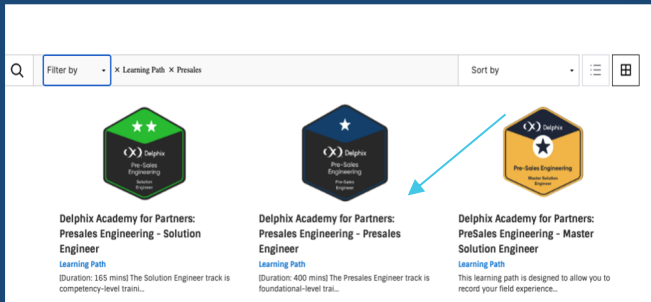 Filter by
× Learning Path × Presales
Sort by
Delphix
Pre-Sales
Engineering
Solution
Engineer
Delphix
Pre-Sales
Engineering
Pre-Sales
Engineer
Delphix
Pre-Sales Engineering
Master Solution
Engineer
Delphix Academy for Partners:
Presales Engineering - Solution
Engineer
Learning Path
[Duration: 165 mins] The Solution Engineer track is
competency-level traini...
Delphix Academy for Partners:
Presales Engineering - Presales
Engineer
Learning Path
[Duration: 400 mins] The Presales Engineer track is
foundational-level trai...
Delphix Academy for Partners:
PreSales Engineering - Master
Solution Engineer
Learning Path
This learning path is designed to allow you to
record your field experience...